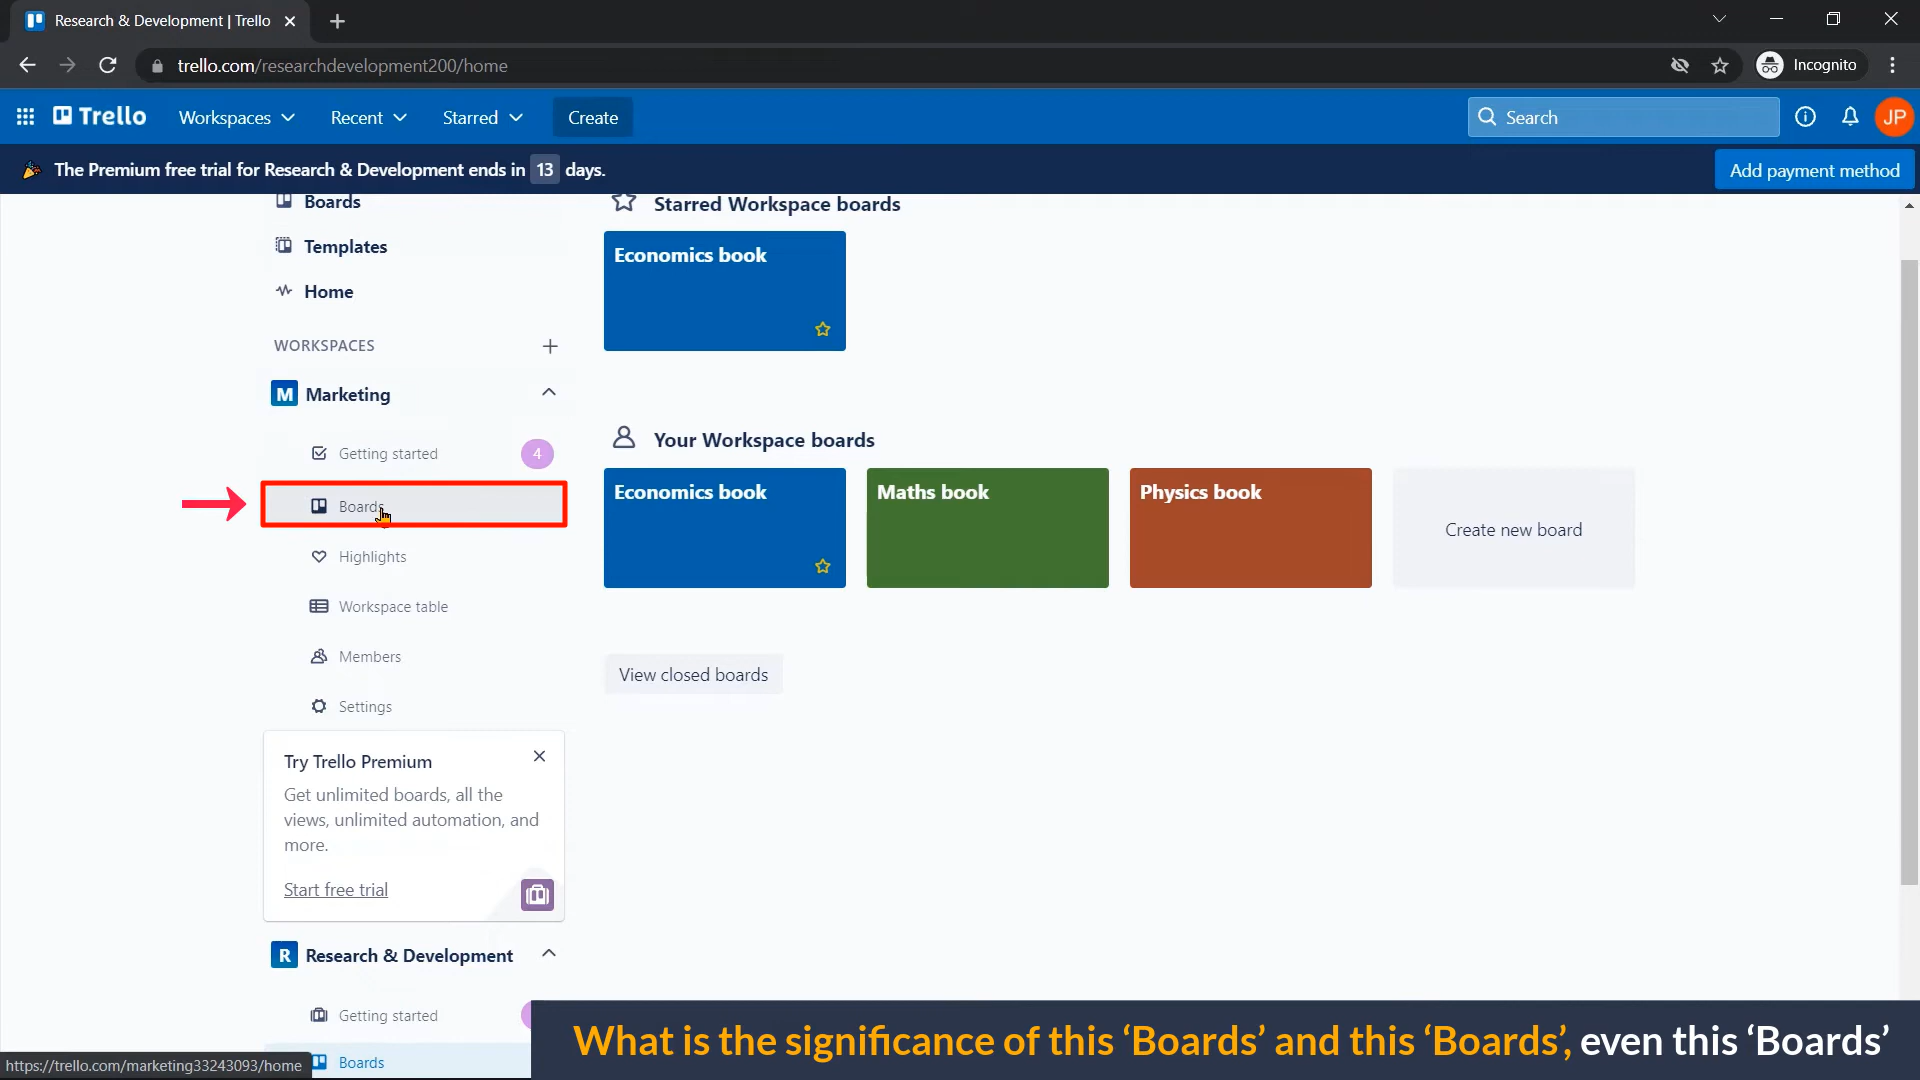 Research & Development | Trello
trello.com/researchdevelopment200/home
Incognito
Trello
Workspaces
Recent
Starred
Create
Search
JP
The Premium free trial for Research & Development ends in 13 days.
Add payment method
Boards
Templates
Home
WORKSPACES
M Marketing
Getting started
4
Boards
Highlights
Workspace table
Members
Settings
Try Trello Premium
Get unlimited boards, all the
views, unlimited automation, and
more.
Start free trial
R Research & Development
Getting started
Boards
Starred Workspace boards
Economics book
Your Workspace boards
Economics book
Maths book
Physics book
Create new board
View closed boards
What is the significance of this ‘Boards’ and this ‘Boards’, even this ‘Boards’
https://trello.com/marketing33243093/home